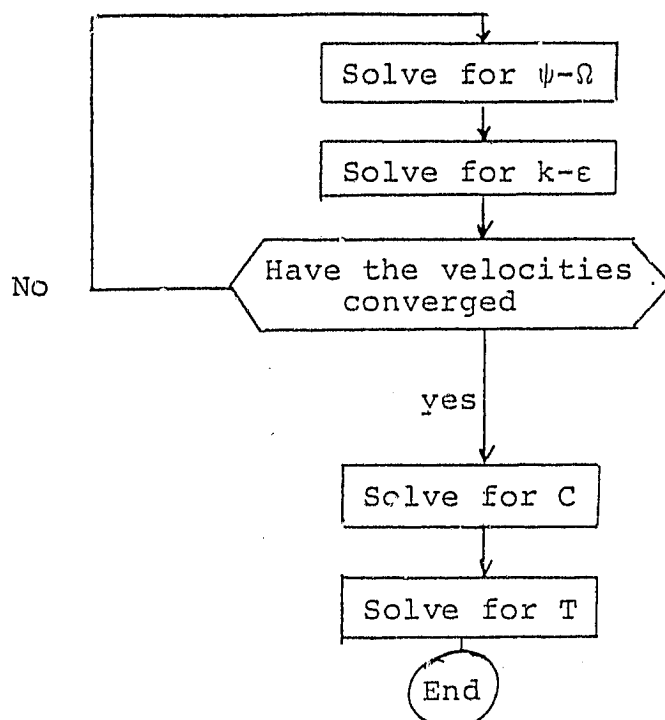 Solve for ψ-Ω
Solve for k-ε
Have the velocities
converged
No
yes
Solve for C
Solve for T
End